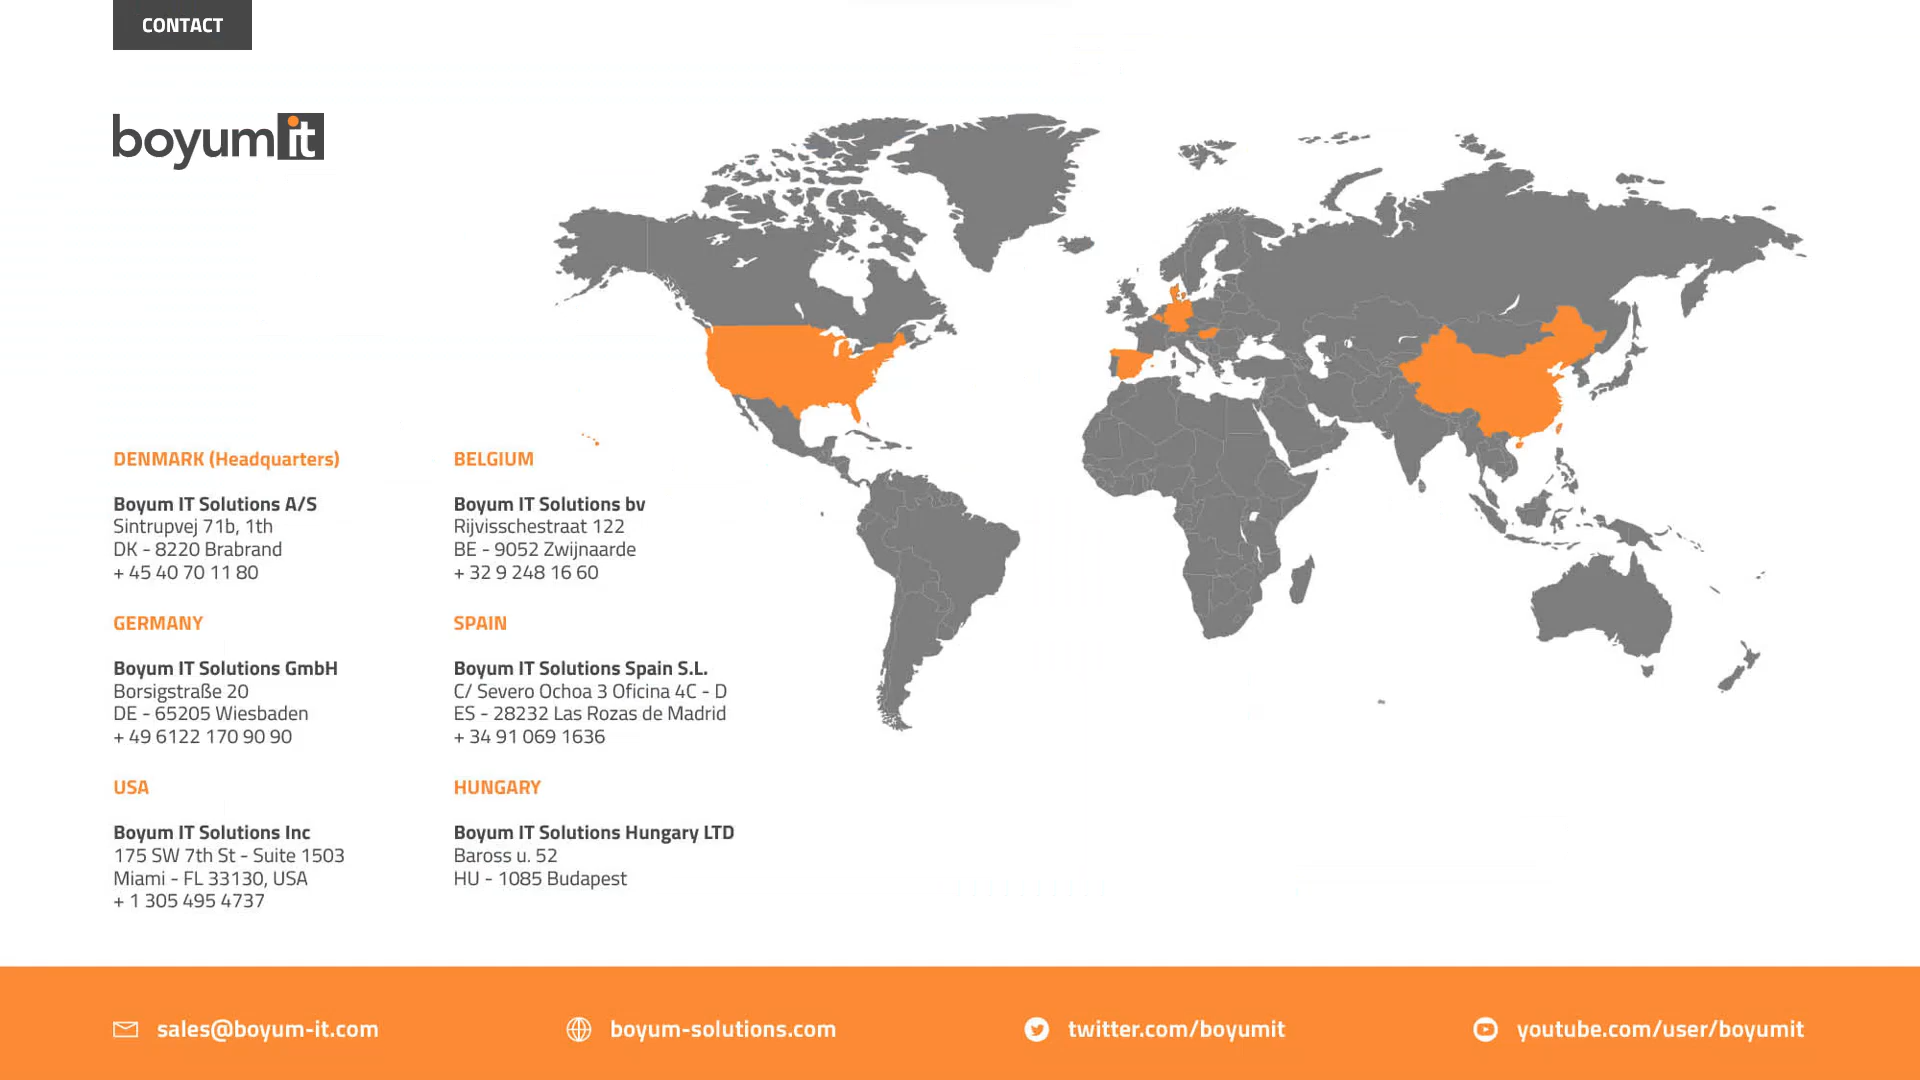 CONTACT
boyumit
DENMARK (Headquarters)
Boyum IT Solutions A/S
Sintrupvej 71b, 1th
DK - 8220 Brabrand
+ 45 40 70 11 80
BELGIUM
Boyum IT Solutions bv
Rijvisschestraat 122
BE - 9052 Zwijnaarde
+ 32 9 248 16 60
GERMANY
Boyum IT Solutions GmbH
Borsigstraße 20
DE - 65205 Wiesbaden
+ 49 6122 170 90 90
SPAIN
Boyum IT Solutions Spain S.L.
C/ Severo Ochoa 3 Oficina 4C - D
ES - 28232 Las Rozas de Madrid
+ 34 91 069 1636
USA
Boyum IT Solutions Inc
175 SW 7th St - Suite 1503
Miami - FL 33130, USA
+ 1 305 495 4737
HUNGARY
Boyum IT Solutions Hungary LTD
Baross u. 52
HU - 1085 Budapest
sales@boyum-it.com
boyum-solutions.com
twitter.com/boyumit
youtube.com/user/boyumit